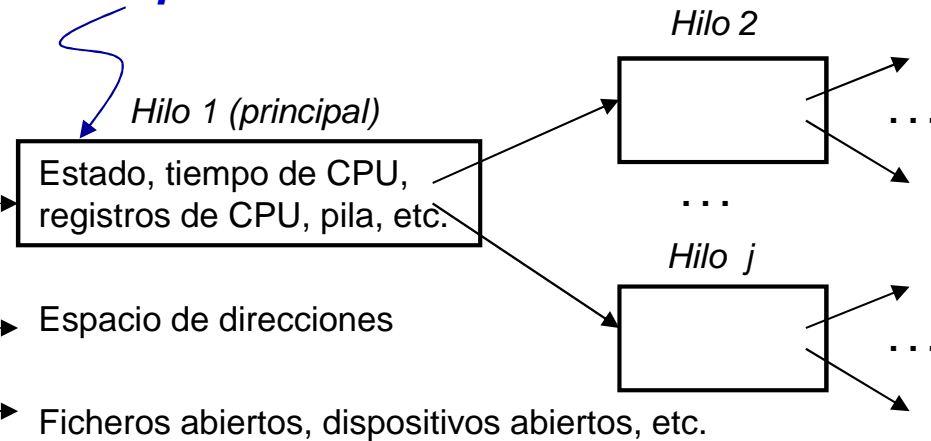 Hilo 2
Hilo 1 (principal)
. . .
Estado, tiempo de CPU,
registros de CPU, pila, etc.
. . .
Hilo j
Espacio de direcciones
. . .
Ficheros abiertos, dispositivos abiertos, etc.